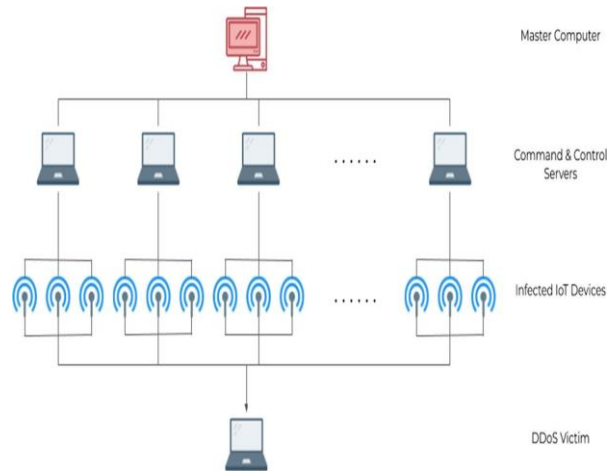 Master Computer
Command & Control
Servers
Infected IoT Devices
DDoS Victim